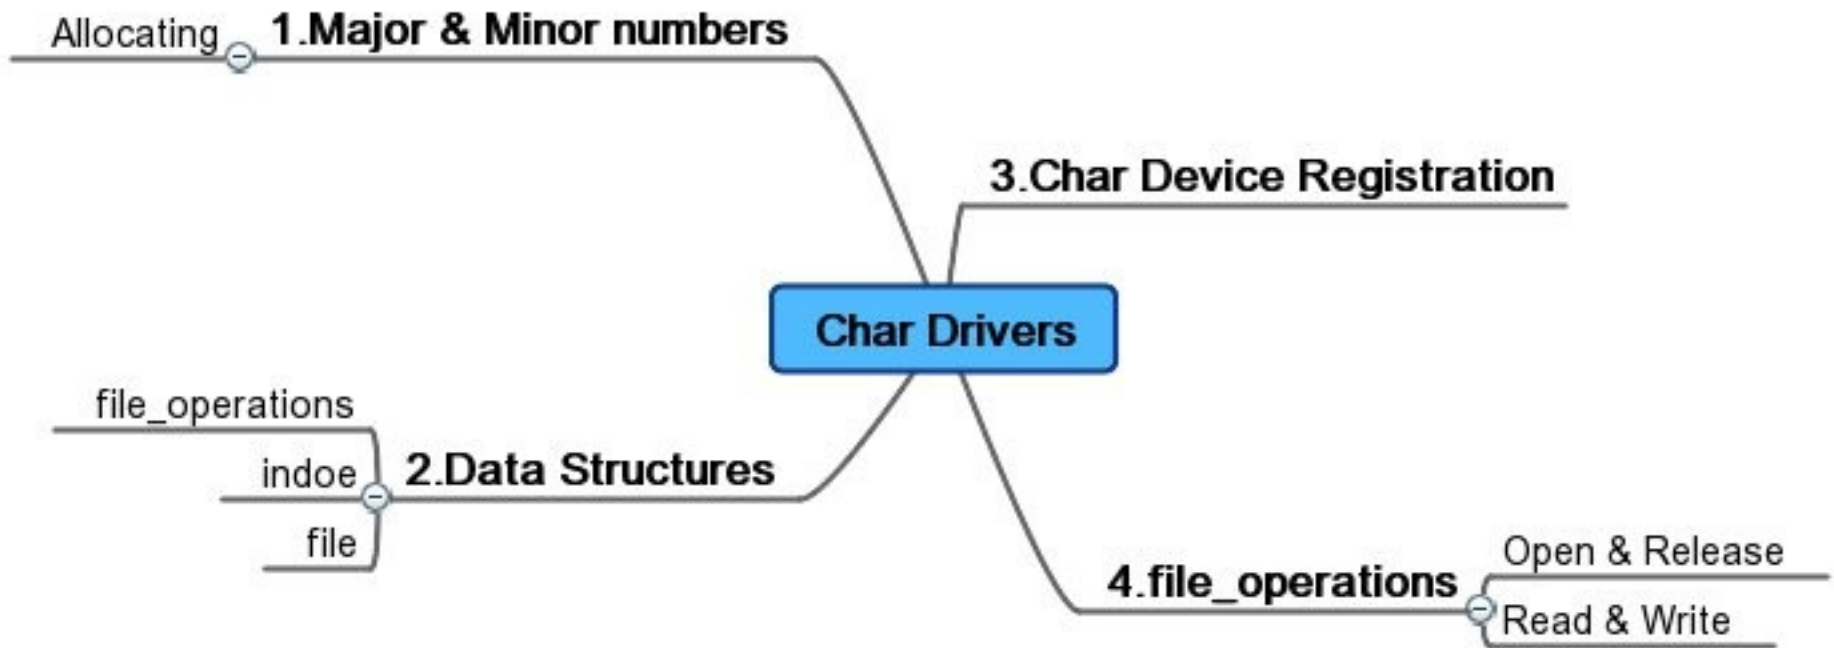 Allocating
1.Major & Minor numbers
3.Char Device Registration
Char Drivers
file_operations
indoe
file
2.Data Structures
4.file_operations
Open & Release
Read & Write